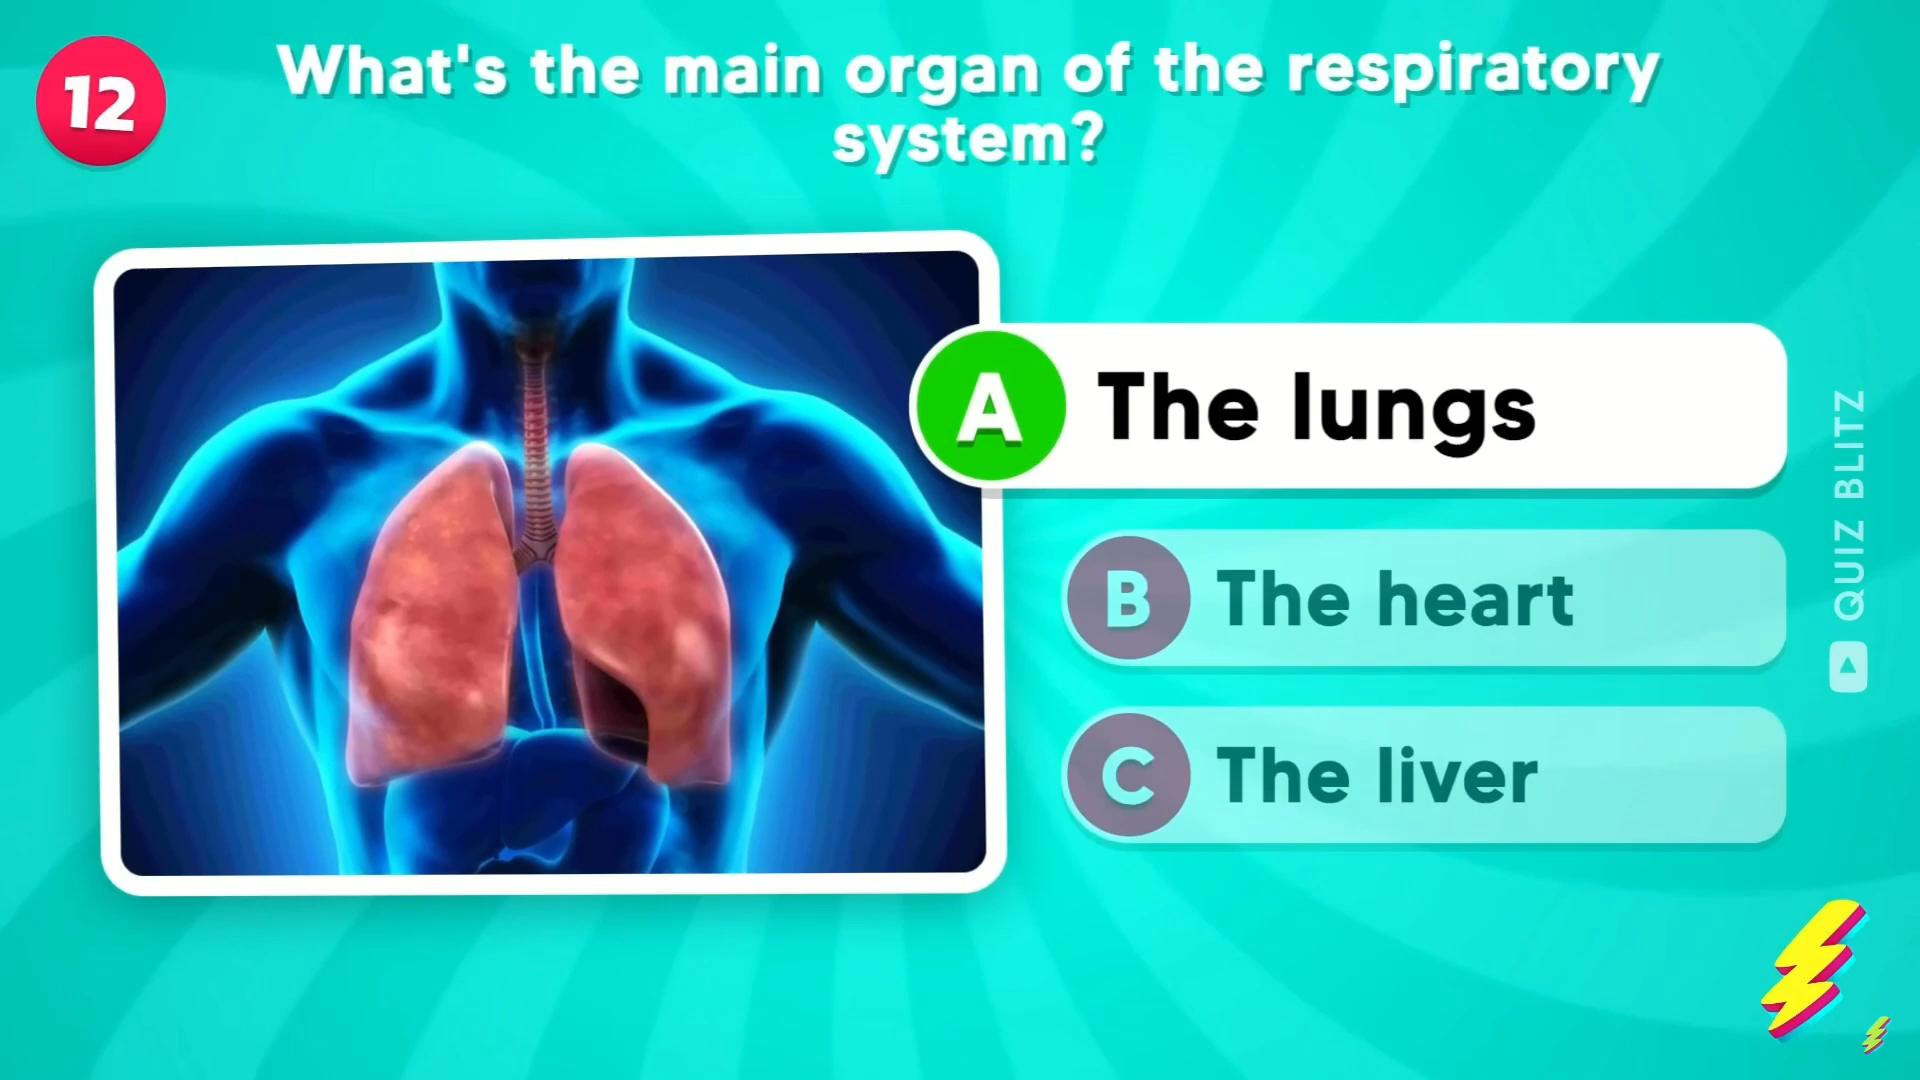 12
What's the main organ of the respiratory
system?
A The lungs
B The heart
C The liver
QUIZ BLITZ